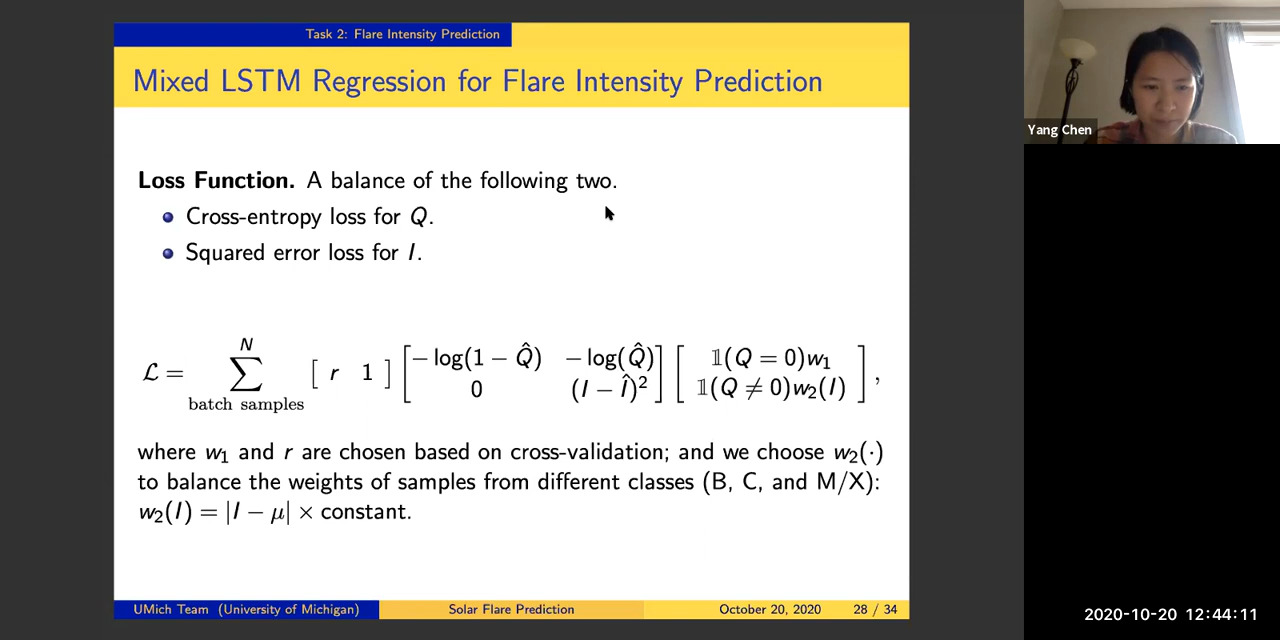 Task 2: Flare Intensity Prediction
Mixed LSTM Regression for Flare Intensity Prediction
Yang Chen
Loss Function. A balance of the following two.
Cross-entropy loss for Q.
Squared error loss for I.
ℒ = ∑_{batch samples}^{N} [ r 1 ] [ −log(1 − Q̂) −log(Q̂) ; 0 (I − Î)² ] [ 𝟙(Q = 0)w₁ ; 𝟙(Q ≠ 0)w₂(I) ] ,
where w₁ and r are chosen based on cross-validation; and we choose w₂(·)
to balance the weights of samples from different classes (B, C, and M/X):
w₂(I) = |I − μ| × constant.
UMich Team (University of Michigan) Solar Flare Prediction October 20, 2020 28 / 34
2020-10-20 12:44:11